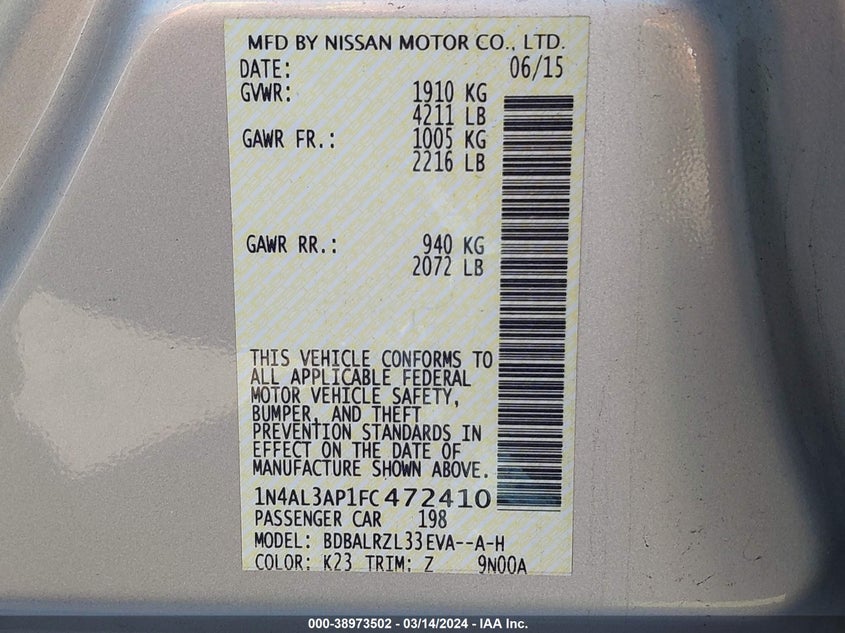 MFD BY NISSAN MOTOR CO., LTD.
DATE: 06/15
GVWR: 1910 KG
4211 LB
GAWR FR.: 1005 KG
2216 LB
GAWR RR.: 940 KG
2072 LB
THIS VEHICLE CONFORMS TO
ALL APPLICABLE FEDERAL
MOTOR VEHICLE SAFETY,
BUMPER, AND THEFT
PREVENTION STANDARDS IN
EFFECT ON THE DATE OF
MANUFACTURE SHOWN ABOVE.
1N4AL3AP1FC472410
PASSENGER CAR 198
MODEL: BDBALRZL33EVA--A-H
COLOR: K23 TRIM: Z 9N00A
000-38973502 - 03/14/2024 - IAA Inc.